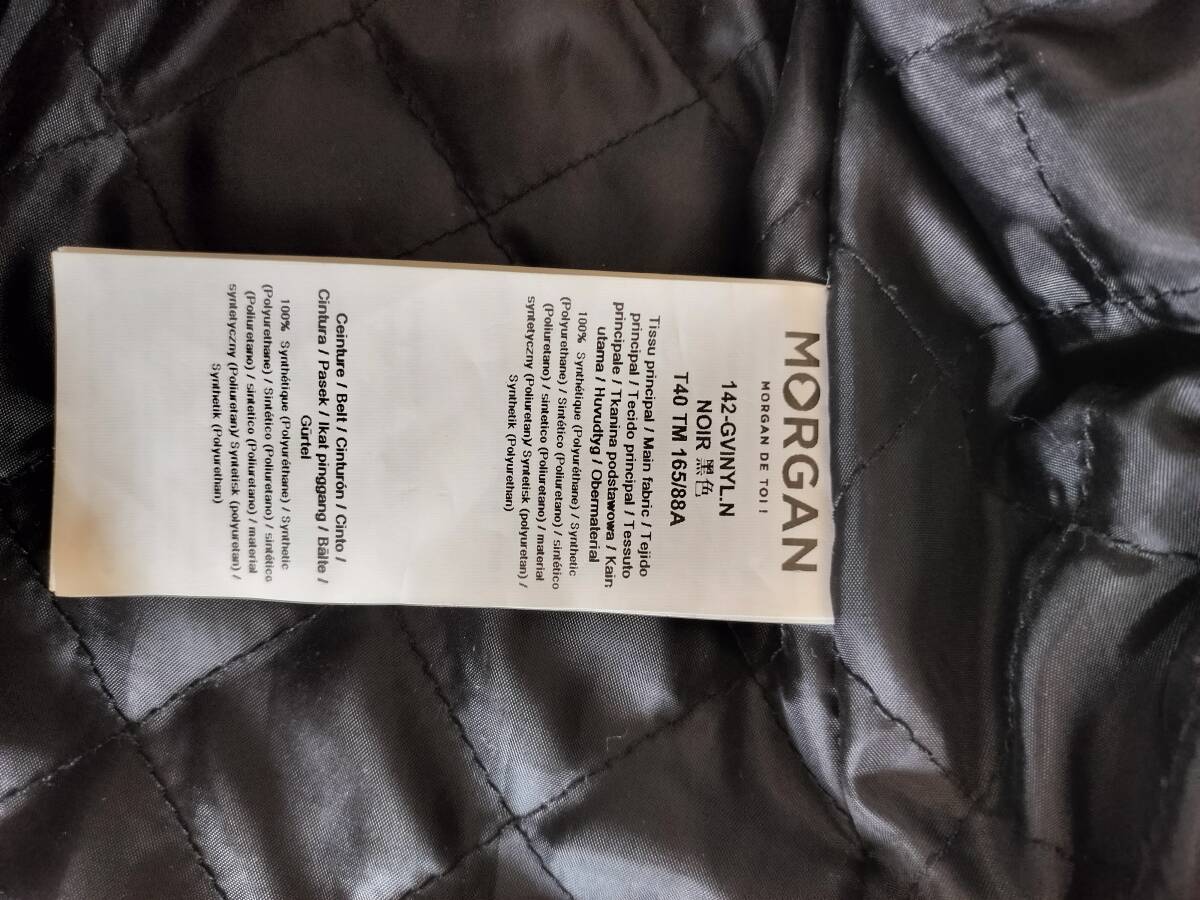 MORGAN
MORGAN DE TOI !
142-GVINYL.N
NOIR 黑色
T40 TM 165/88A
Tissu principal / Main fabric / Tejido
principal / Tecido principal / Tessuto
principale / Tkanina podstawowa / Kain
utama / Huvudtyg / Obermaterial
100% Synthétique (Polyuréthane) / Synthetic
(Polyurethane) / Sintético (Poliuretano) / sintético
(Poliuretano) / sintetico (Poliuretano) / materiał
syntetyczny (Poliuretan)/ Syntetisk (polyuretan) /
Synthetik (Polyurethan)
Ceinture / Belt / Cinturón / Cinto /
Cintura / Pasek / Ikat pinggang / Bälte /
Gürtel
100% Synthétique (Polyuréthane) / Synthetic
(Polyurethane) / Sintético (Poliuretano) / sintético
(Poliuretano) / sintetico (Poliuretano) / materiał
syntetyczny (Poliuretan)/ Syntetisk (polyuretan) /
Synthetik (Polyurethan)